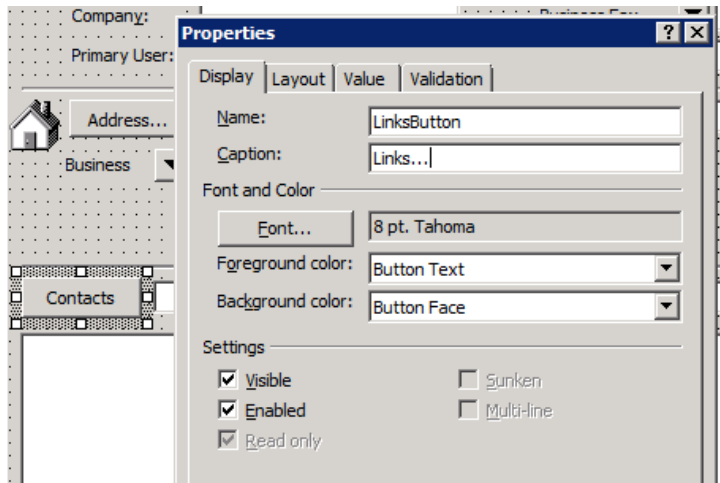 Company:
Business Fax
Properties
Primary User:
Display
Layout
Value
Validation
Name:
LinksButton
Address...
Caption:
Links...
Business
Font and Color
Font...
8 pt. Tahoma
Foreground color:
Button Text
Contacts
Background color:
Button Face
Settings
Visible
Sunken
Enabled
Multi-line
Read only